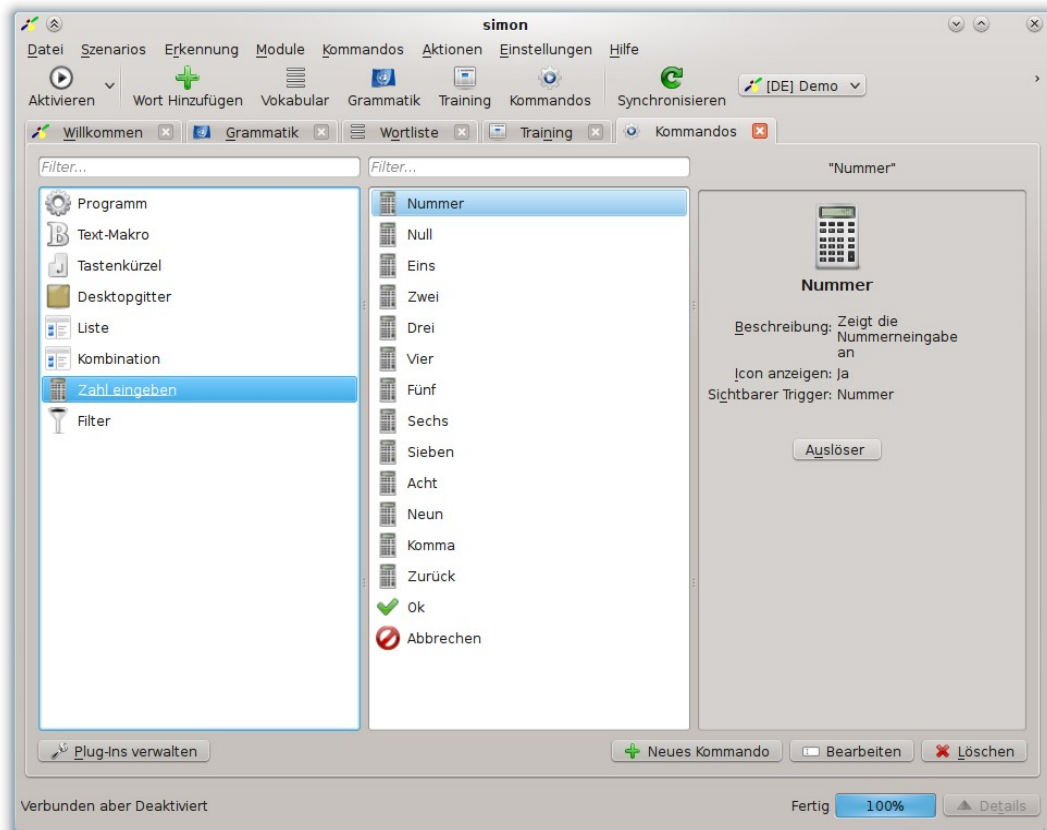 simon
Datei Szenarios Erkennung Module Kommandos Aktionen Einstellungen Hilfe
Aktivieren Wort Hinzufügen Vokabular Grammatik Training Kommandos Synchronisieren [DE] Demo
Willkommen Grammatik Wortliste Training Kommandos
Filter... Filter... "Nummer"
Programm
Text-Makro
Tastenkürzel
Desktopgitter
Liste
Kombination
Zahl eingeben
Filter
Nummer
Null
Eins
Zwei
Drei
Vier
Fünf
Sechs
Sieben
Acht
Neun
Komma
Zurück
Ok
Abbrechen
Nummer
Beschreibung: Zeigt die
Nummerneingabe
an
Icon anzeigen: Ja
Sichtbarer Trigger: Nummer
Auslöser
Plug-Ins verwalten Neues Kommando Bearbeiten Löschen
Verbunden aber Deaktiviert Fertig 100% Details